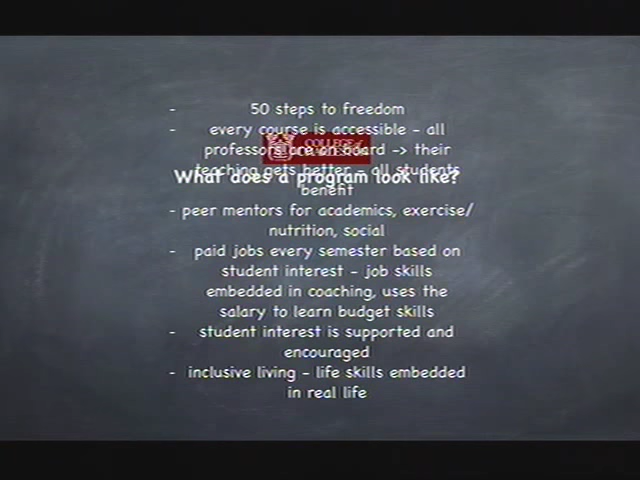 - 50 steps to freedom
- every course is accessible - all
professors are on board -> their
COLLEGE of
teaching gets better - all students
What does a program look like?
benefit
- peer mentors for academics, exercise/
nutrition, social
- paid jobs every semester based on
student interest - job skills
embedded in coaching, uses the
salary to learn budget skills
- student interest is supported and
encouraged
- inclusive living - life skills embedded
in real life